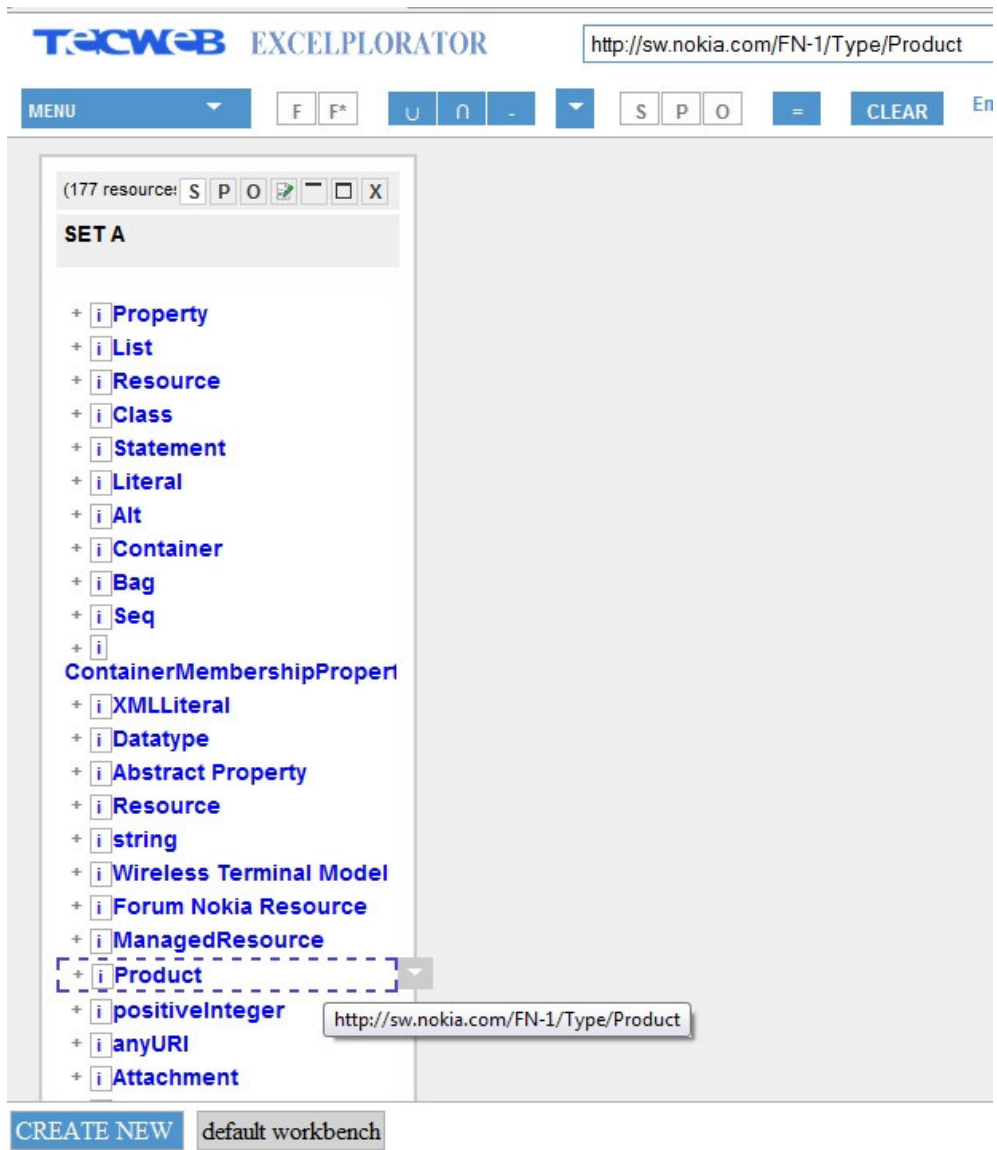 TECWEB EXCELPLORATOR http://sw.nokia.com/FN-1/Type/Product
MENU F F* ∪ ∩ - S P O = CLEAR En
(177 resource: S P O X
SET A
+ i Property
+ i List
+ i Resource
+ i Class
+ i Statement
+ i Literal
+ i Alt
+ i Container
+ i Bag
+ i Seq
+ i
ContainerMembershipPropert
+ i XMLLiteral
+ i Datatype
+ i Abstract Property
+ i Resource
+ i string
+ i Wireless Terminal Model
+ i Forum Nokia Resource
+ i ManagedResource
+ i Product
+ i positiveInteger
http://sw.nokia.com/FN-1/Type/Product
+ i anyURI
+ i Attachment
CREATE NEW default workbench